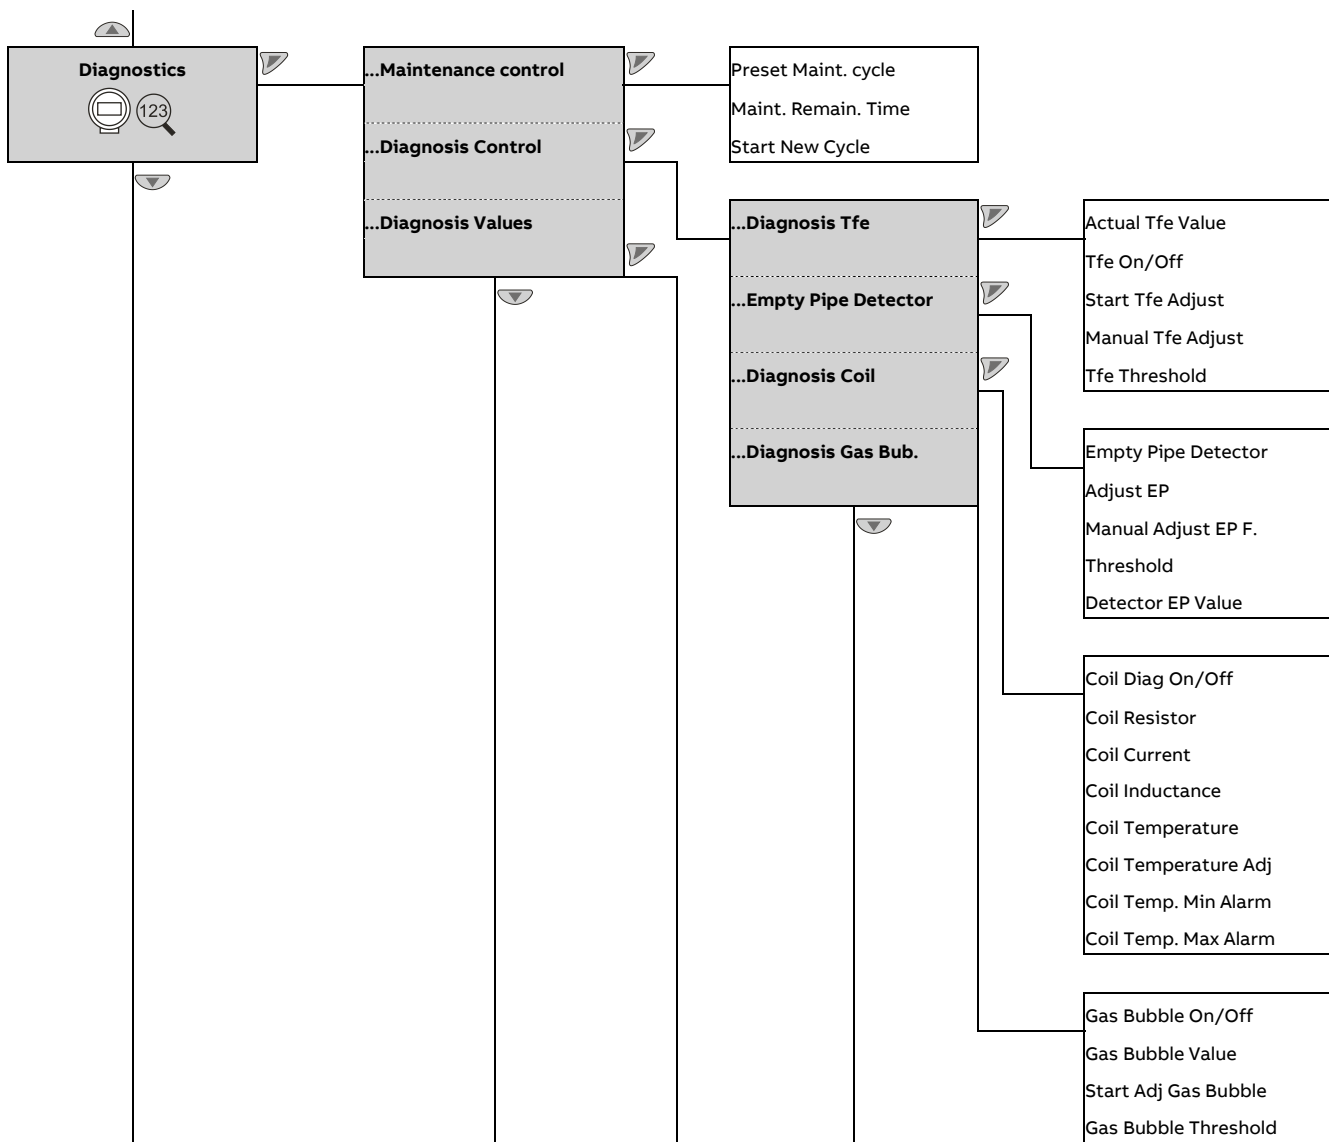 Diagnostics
123
...Maintenance control
...Diagnosis Control
...Diagnosis Values
Preset Maint. cycle
Maint. Remain. Time
Start New Cycle
...Diagnosis Tfe
...Empty Pipe Detector
...Diagnosis Coil
...Diagnosis Gas Bub.
Actual Tfe Value
Tfe On/Off
Start Tfe Adjust
Manual Tfe Adjust
Tfe Threshold
Empty Pipe Detector
Adjust EP
Manual Adjust EP F.
Threshold
Detector EP Value
Coil Diag On/Off
Coil Resistor
Coil Current
Coil Inductance
Coil Temperature
Coil Temperature Adj
Coil Temp. Min Alarm
Coil Temp. Max Alarm
Gas Bubble On/Off
Gas Bubble Value
Start Adj Gas Bubble
Gas Bubble Threshold